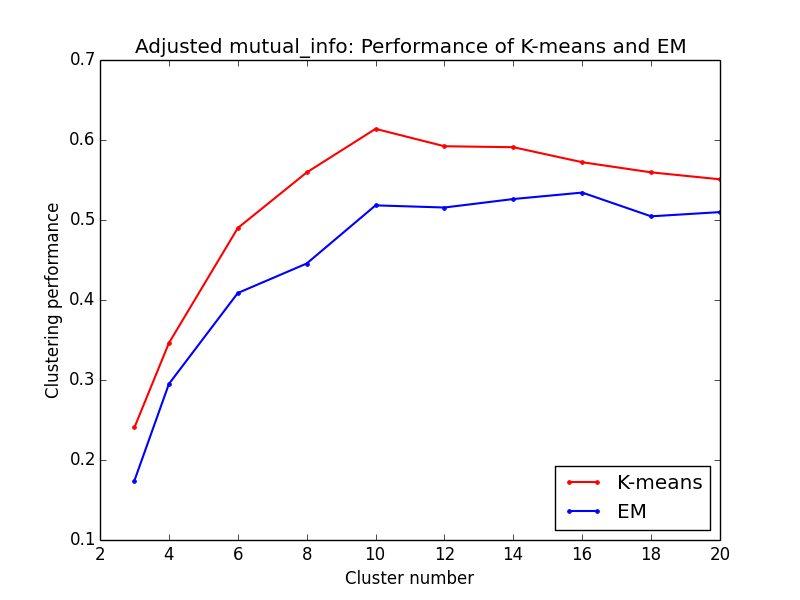 Adjusted mutual_info: Performance of K-means and EM
0.7
0.6
0.5
0.4
0.3
0.2
0.1
Clustering performance
K-means
EM
2 4 6 8 10 12 14 16 18 20
Cluster number